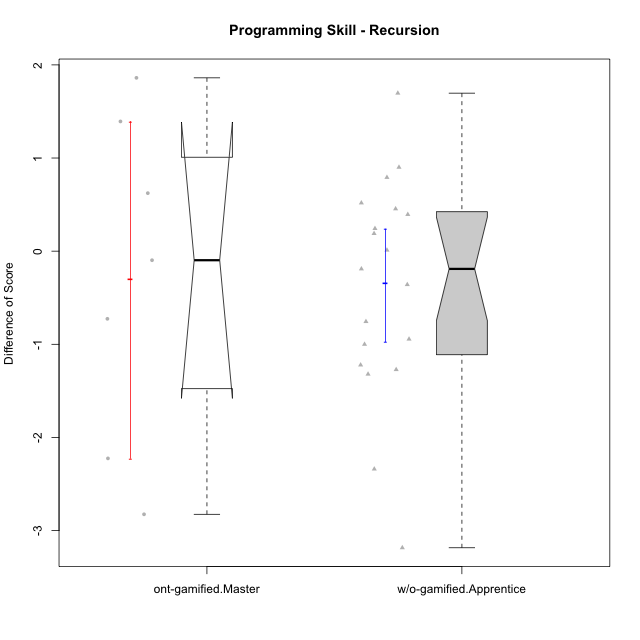 Programming Skill - Recursion
Difference of Score
2
1
0
-1
-2
-3
ont-gamified.Master
w/o-gamified.Apprentice